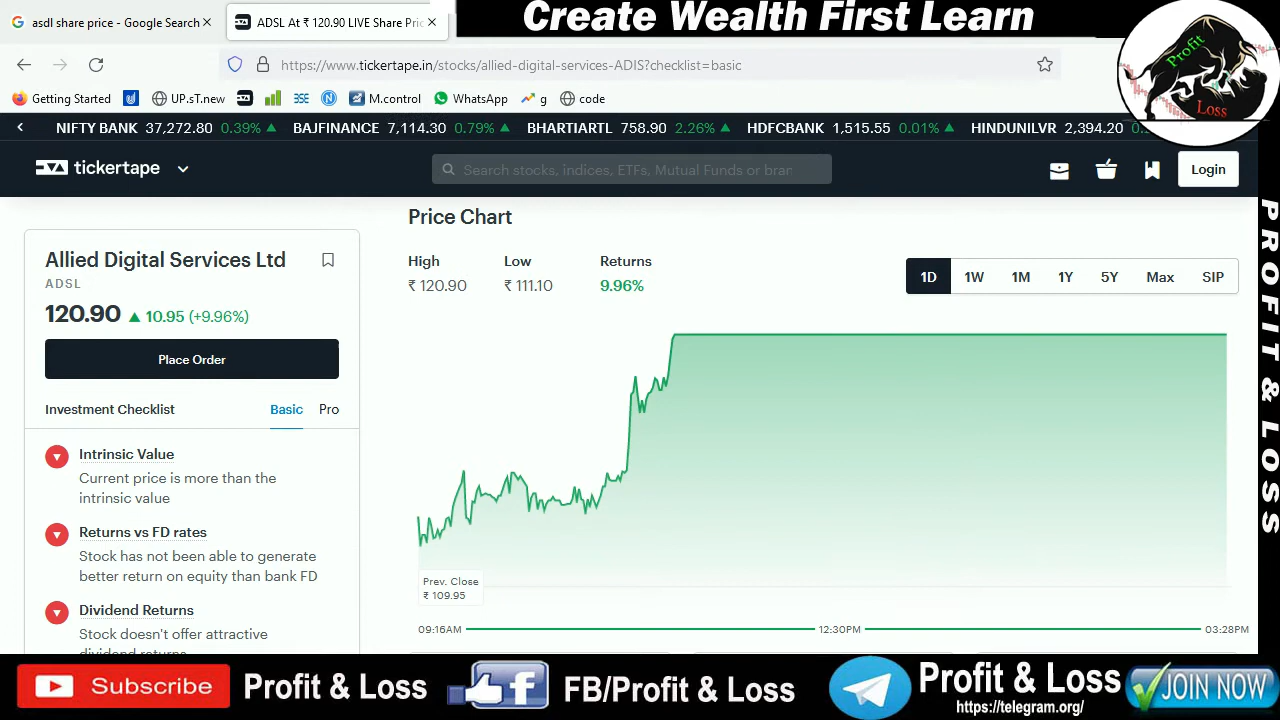 Create Wealth First Learn
asdl share price - Google Search
ADSL At ₹ 120.90 LIVE Share Pric
Profit
Loss
https://www.tickertape.in/stocks/allied-digital-services-ADIS?checklist=basic
Getting Started
UP.sT.new
M.control
WhatsApp
g
code
NIFTY BANK 37,272.80 0.39% BAJFINANCE 7,114.30 0.79% BHARTIARTL 758.90 2.26% HDFCBANK 1,515.55 0.01% HINDUNILVR 2,394.20
tickertape
Search stocks, indices, ETFs, Mutual Funds or bran
Login
Allied Digital Services Ltd
ADSL
120.90 ▲ 10.95 (+9.96%)
Place Order
Investment Checklist Basic Pro
Intrinsic Value
Current price is more than the
intrinsic value
Returns vs FD rates
Stock has not been able to generate
better return on equity than bank FD
Dividend Returns
Stock doesn't offer attractive
dividend returns
Price Chart
High Low Returns
₹ 120.90 ₹ 111.10 9.96%
1D 1W 1M 1Y 5Y Max SIP
Prev. Close
₹ 109.95
09:16AM 12:30PM 03:28PM
PROFIT & LOSS
Subscribe
Profit & Loss
FB/Profit & Loss
Profit & Loss
https://telegram.org/
JOIN NOW